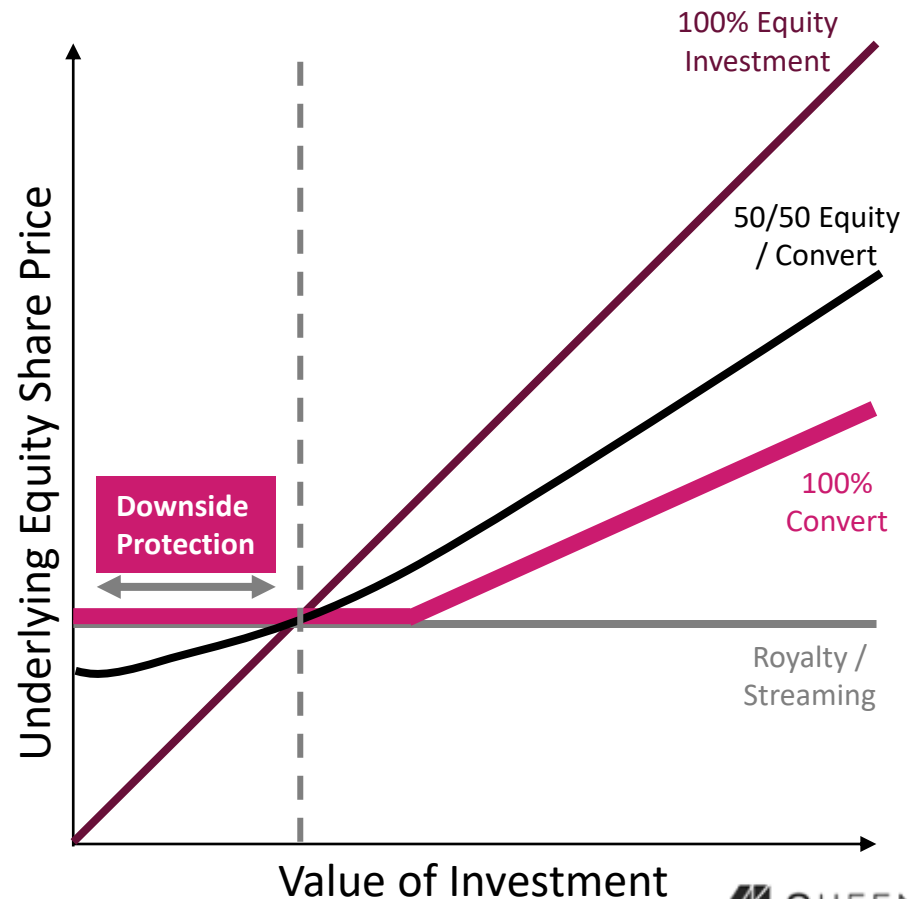 100% Equity
Investment
50/50 Equity
/ Convert
Underlying Equity Share Price
Downside
Protection
100%
Convert
Royalty /
Streaming
Value of Investment